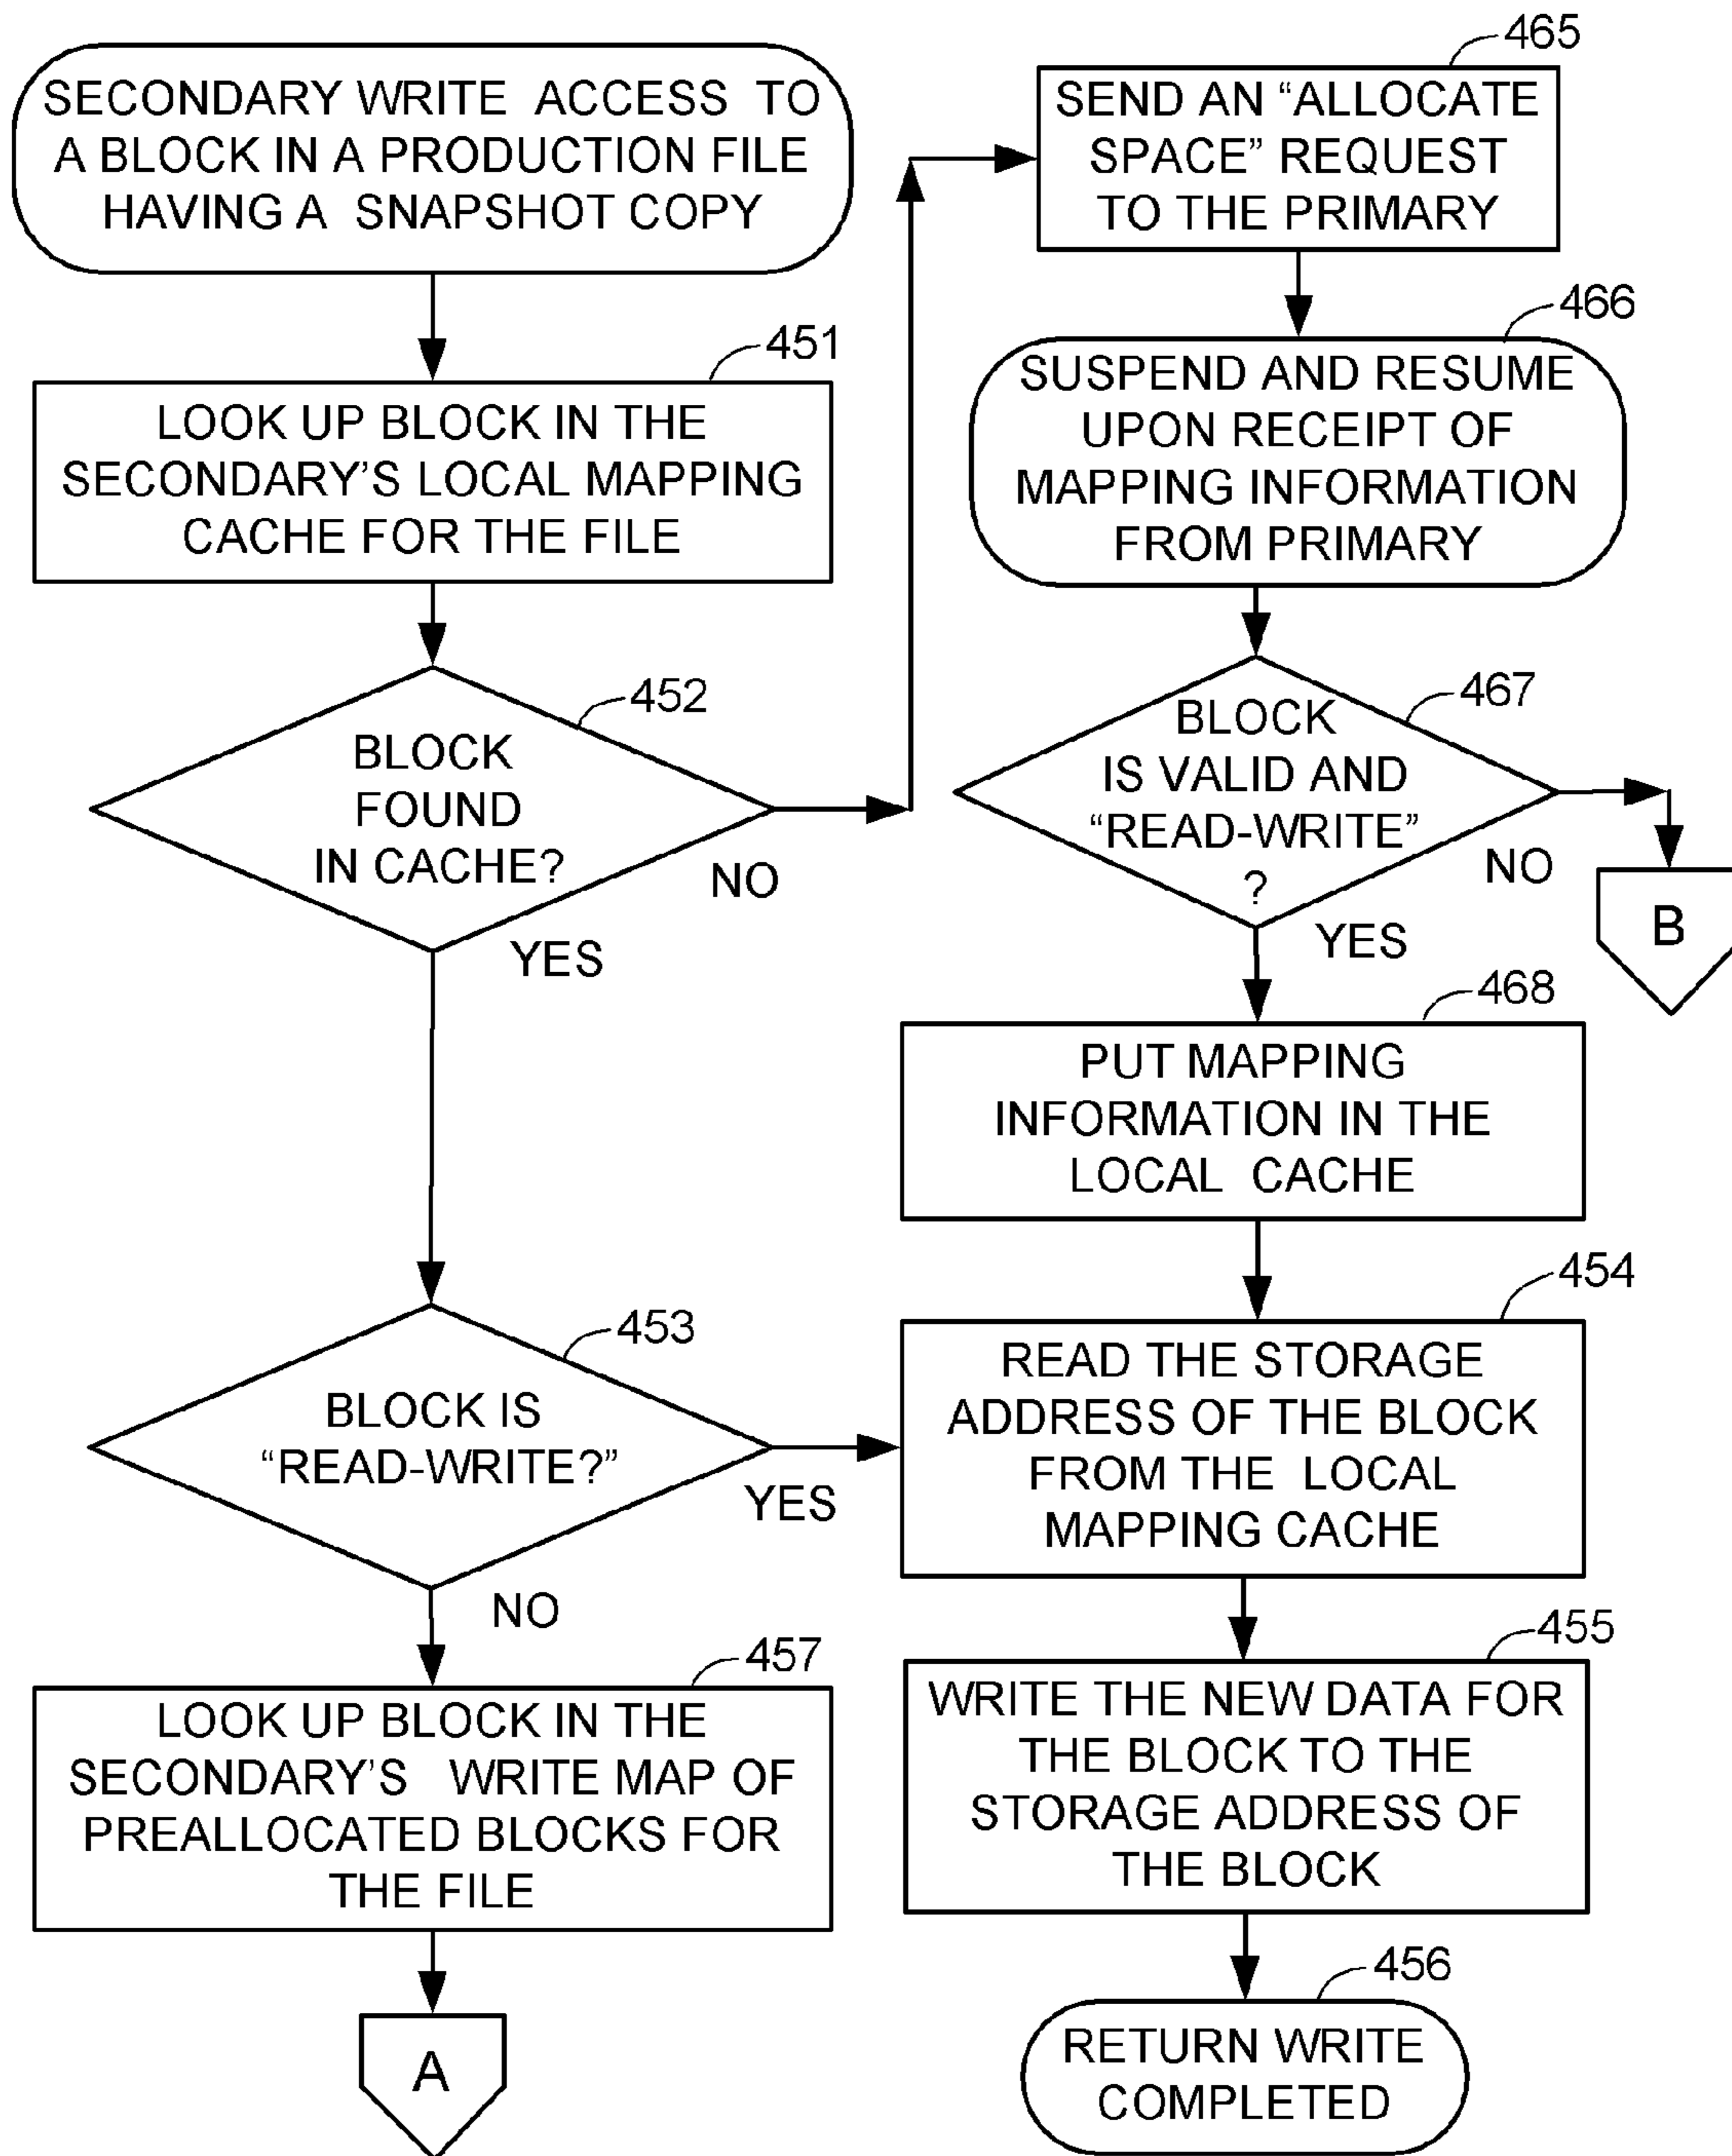 SECONDARY WRITE ACCESS TO
A BLOCK IN A PRODUCTION FILE
HAVING A SNAPSHOT COPY
451
LOOK UP BLOCK IN THE
SECONDARY'S LOCAL MAPPING
CACHE FOR THE FILE
452
BLOCK
FOUND
IN CACHE?
NO
YES
453
BLOCK IS
“READ-WRITE?”
YES
NO
457
LOOK UP BLOCK IN THE
SECONDARY'S WRITE MAP OF
PREALLOCATED BLOCKS FOR
THE FILE
A
465
SEND AN “ALLOCATE
SPACE” REQUEST
TO THE PRIMARY
466
SUSPEND AND RESUME
UPON RECEIPT OF
MAPPING INFORMATION
FROM PRIMARY
467
BLOCK
IS VALID AND
“READ-WRITE”
?
NO
YES
B
468
PUT MAPPING
INFORMATION IN THE
LOCAL CACHE
454
READ THE STORAGE
ADDRESS OF THE BLOCK
FROM THE LOCAL
MAPPING CACHE
455
WRITE THE NEW DATA FOR
THE BLOCK TO THE
STORAGE ADDRESS OF
THE BLOCK
456
RETURN WRITE
COMPLETED